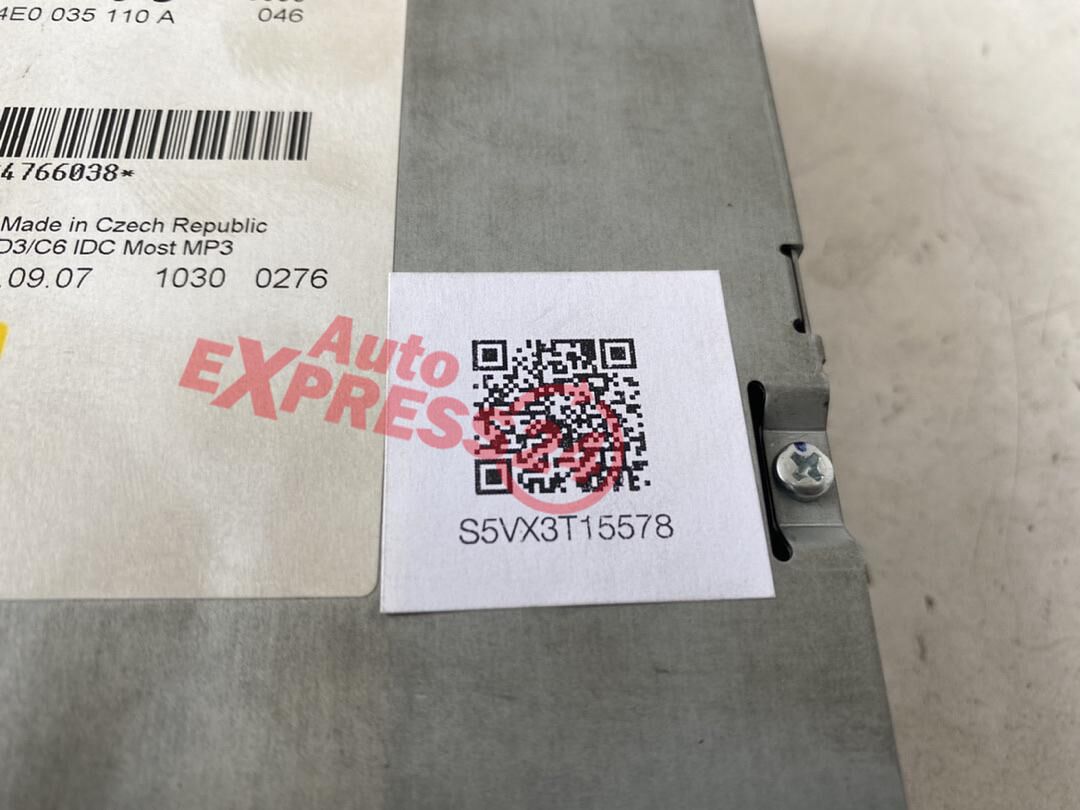 4E0 035 110 A 046
4766038*
Made in Czech Republic
D3/C6 IDC Most MP3
.09.07 1030 0276
Auto
EXPRESS24
S5VX3T15578